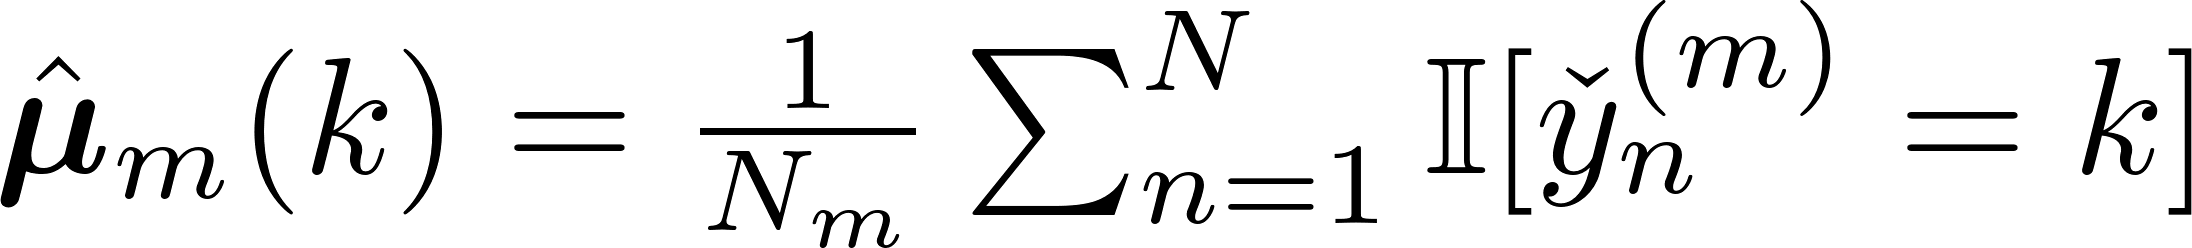 $\hat{\boldsymbol{\mu}}_m(k) = \frac{1}{N_m} \sum_{n=1}^{N} \mathbb{I}[\check{y}_n^{(m)} = k]$